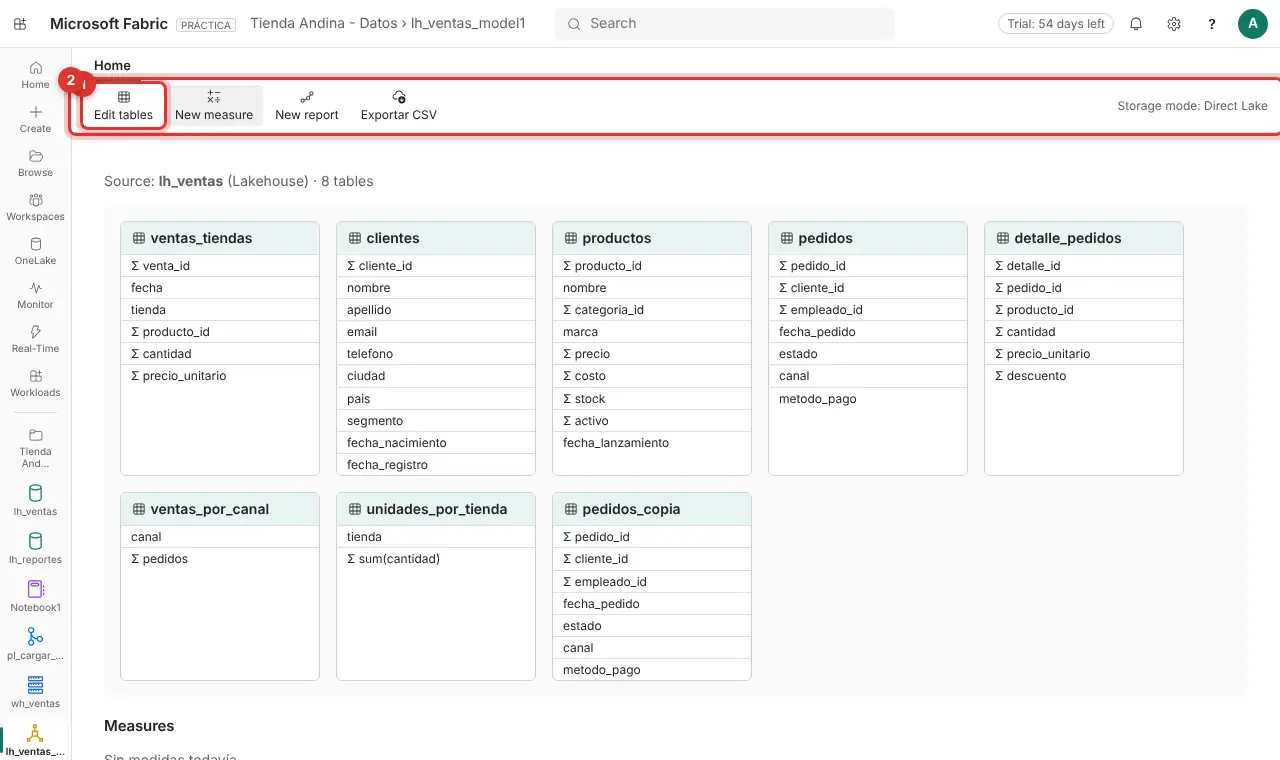 Microsoft Fabric PRÁCTICA Tienda Andina - Datos › lh_ventas_model1 Search Trial: 54 days left ? A
Home
Create
Browse
Workspaces
OneLake
Monitor
Real-Time
Workloads
Tienda
And...
lh_ventas
lh_reportes
Notebook1
pl_cargar_...
wh_ventas
lh_ventas_...
Home
2
Edit tables New measure New report Exportar CSV Storage mode: Direct Lake
Source: lh_ventas (Lakehouse) · 8 tables
ventas_tiendas
Σ venta_id
fecha
tienda
Σ producto_id
Σ cantidad
Σ precio_unitario
clientes
Σ cliente_id
nombre
apellido
email
telefono
ciudad
pais
segmento
fecha_nacimiento
fecha_registro
productos
Σ producto_id
nombre
Σ categoria_id
marca
Σ precio
Σ costo
Σ stock
Σ activo
fecha_lanzamiento
pedidos
Σ pedido_id
Σ cliente_id
Σ empleado_id
fecha_pedido
estado
canal
metodo_pago
detalle_pedidos
Σ detalle_id
Σ pedido_id
Σ producto_id
Σ cantidad
Σ precio_unitario
Σ descuento
ventas_por_canal
canal
Σ pedidos
unidades_por_tienda
tienda
Σ sum(cantidad)
pedidos_copia
Σ pedido_id
Σ cliente_id
Σ empleado_id
fecha_pedido
estado
canal
metodo_pago
Measures
Sin medidas todavía